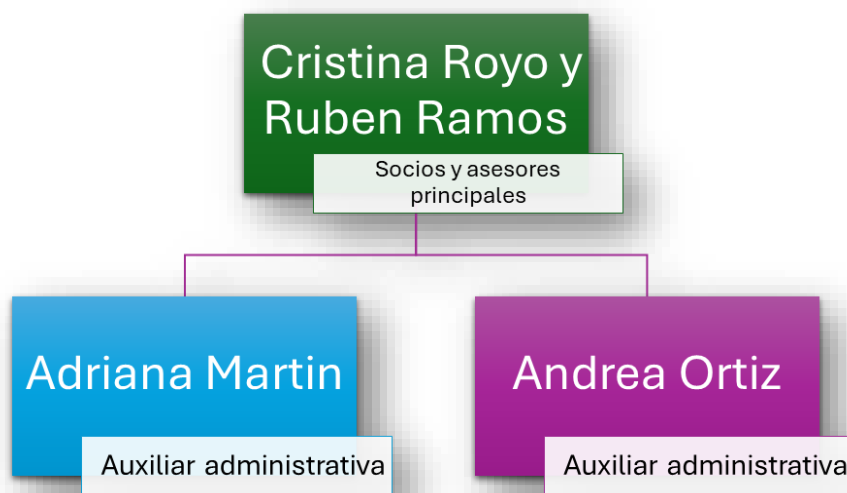 Cristina Royo y
Ruben Ramos
Socios y asesores
principales
Adriana Martin
Auxiliar administrativa
Andrea Ortiz
Auxiliar administrativa